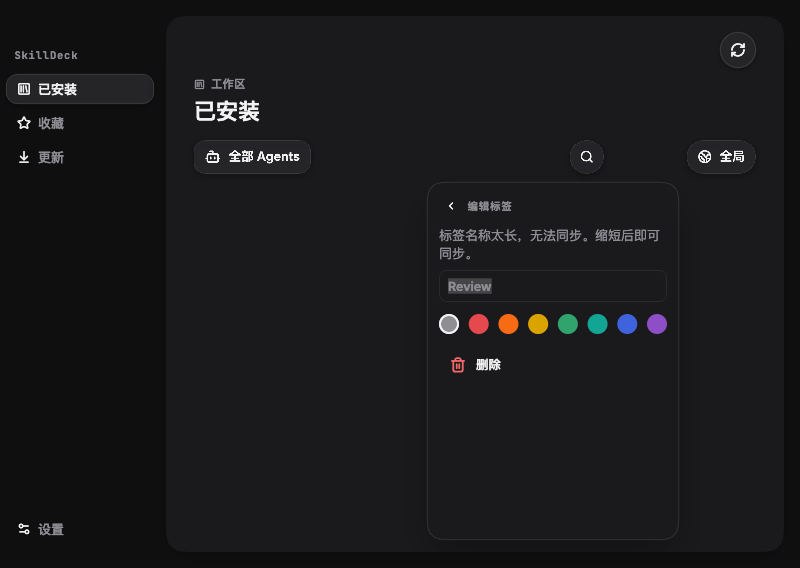 SkillDeck
已安装
收藏
更新
设置
工作区
已安装
全部 Agents
全局
编辑标签
标签名称太长，无法同步。缩短后即可
同步。
Review
删除